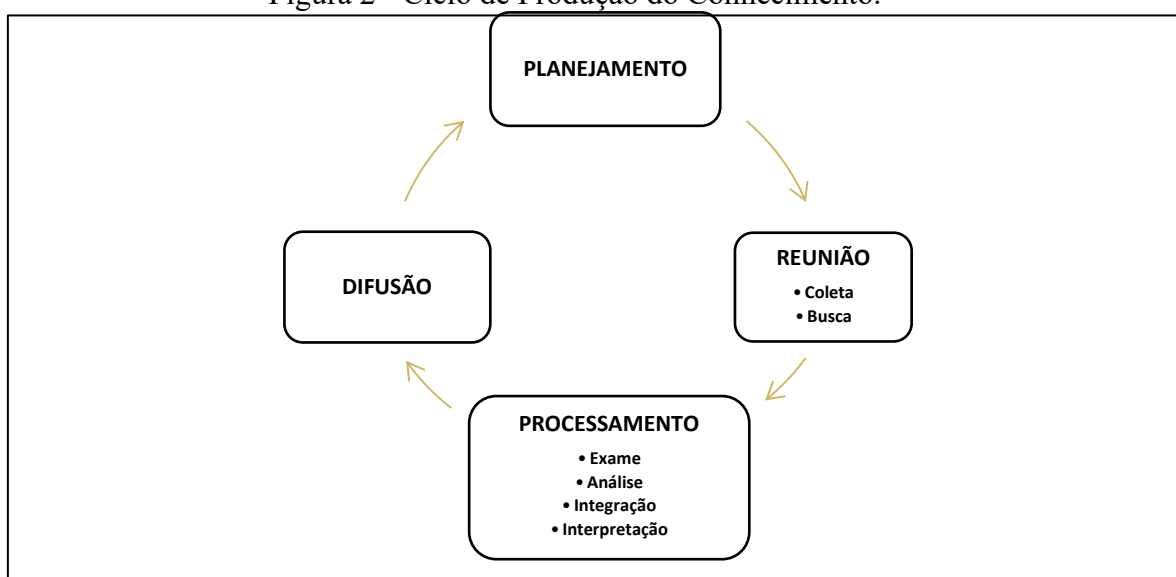 Figura 2 - Ciclo de Produção do Conhecimento.
PLANEJAMENTO
REUNIÃO
• Coleta
• Busca
PROCESSAMENTO
• Exame
• Análise
• Integração
• Interpretação
DIFUSÃO